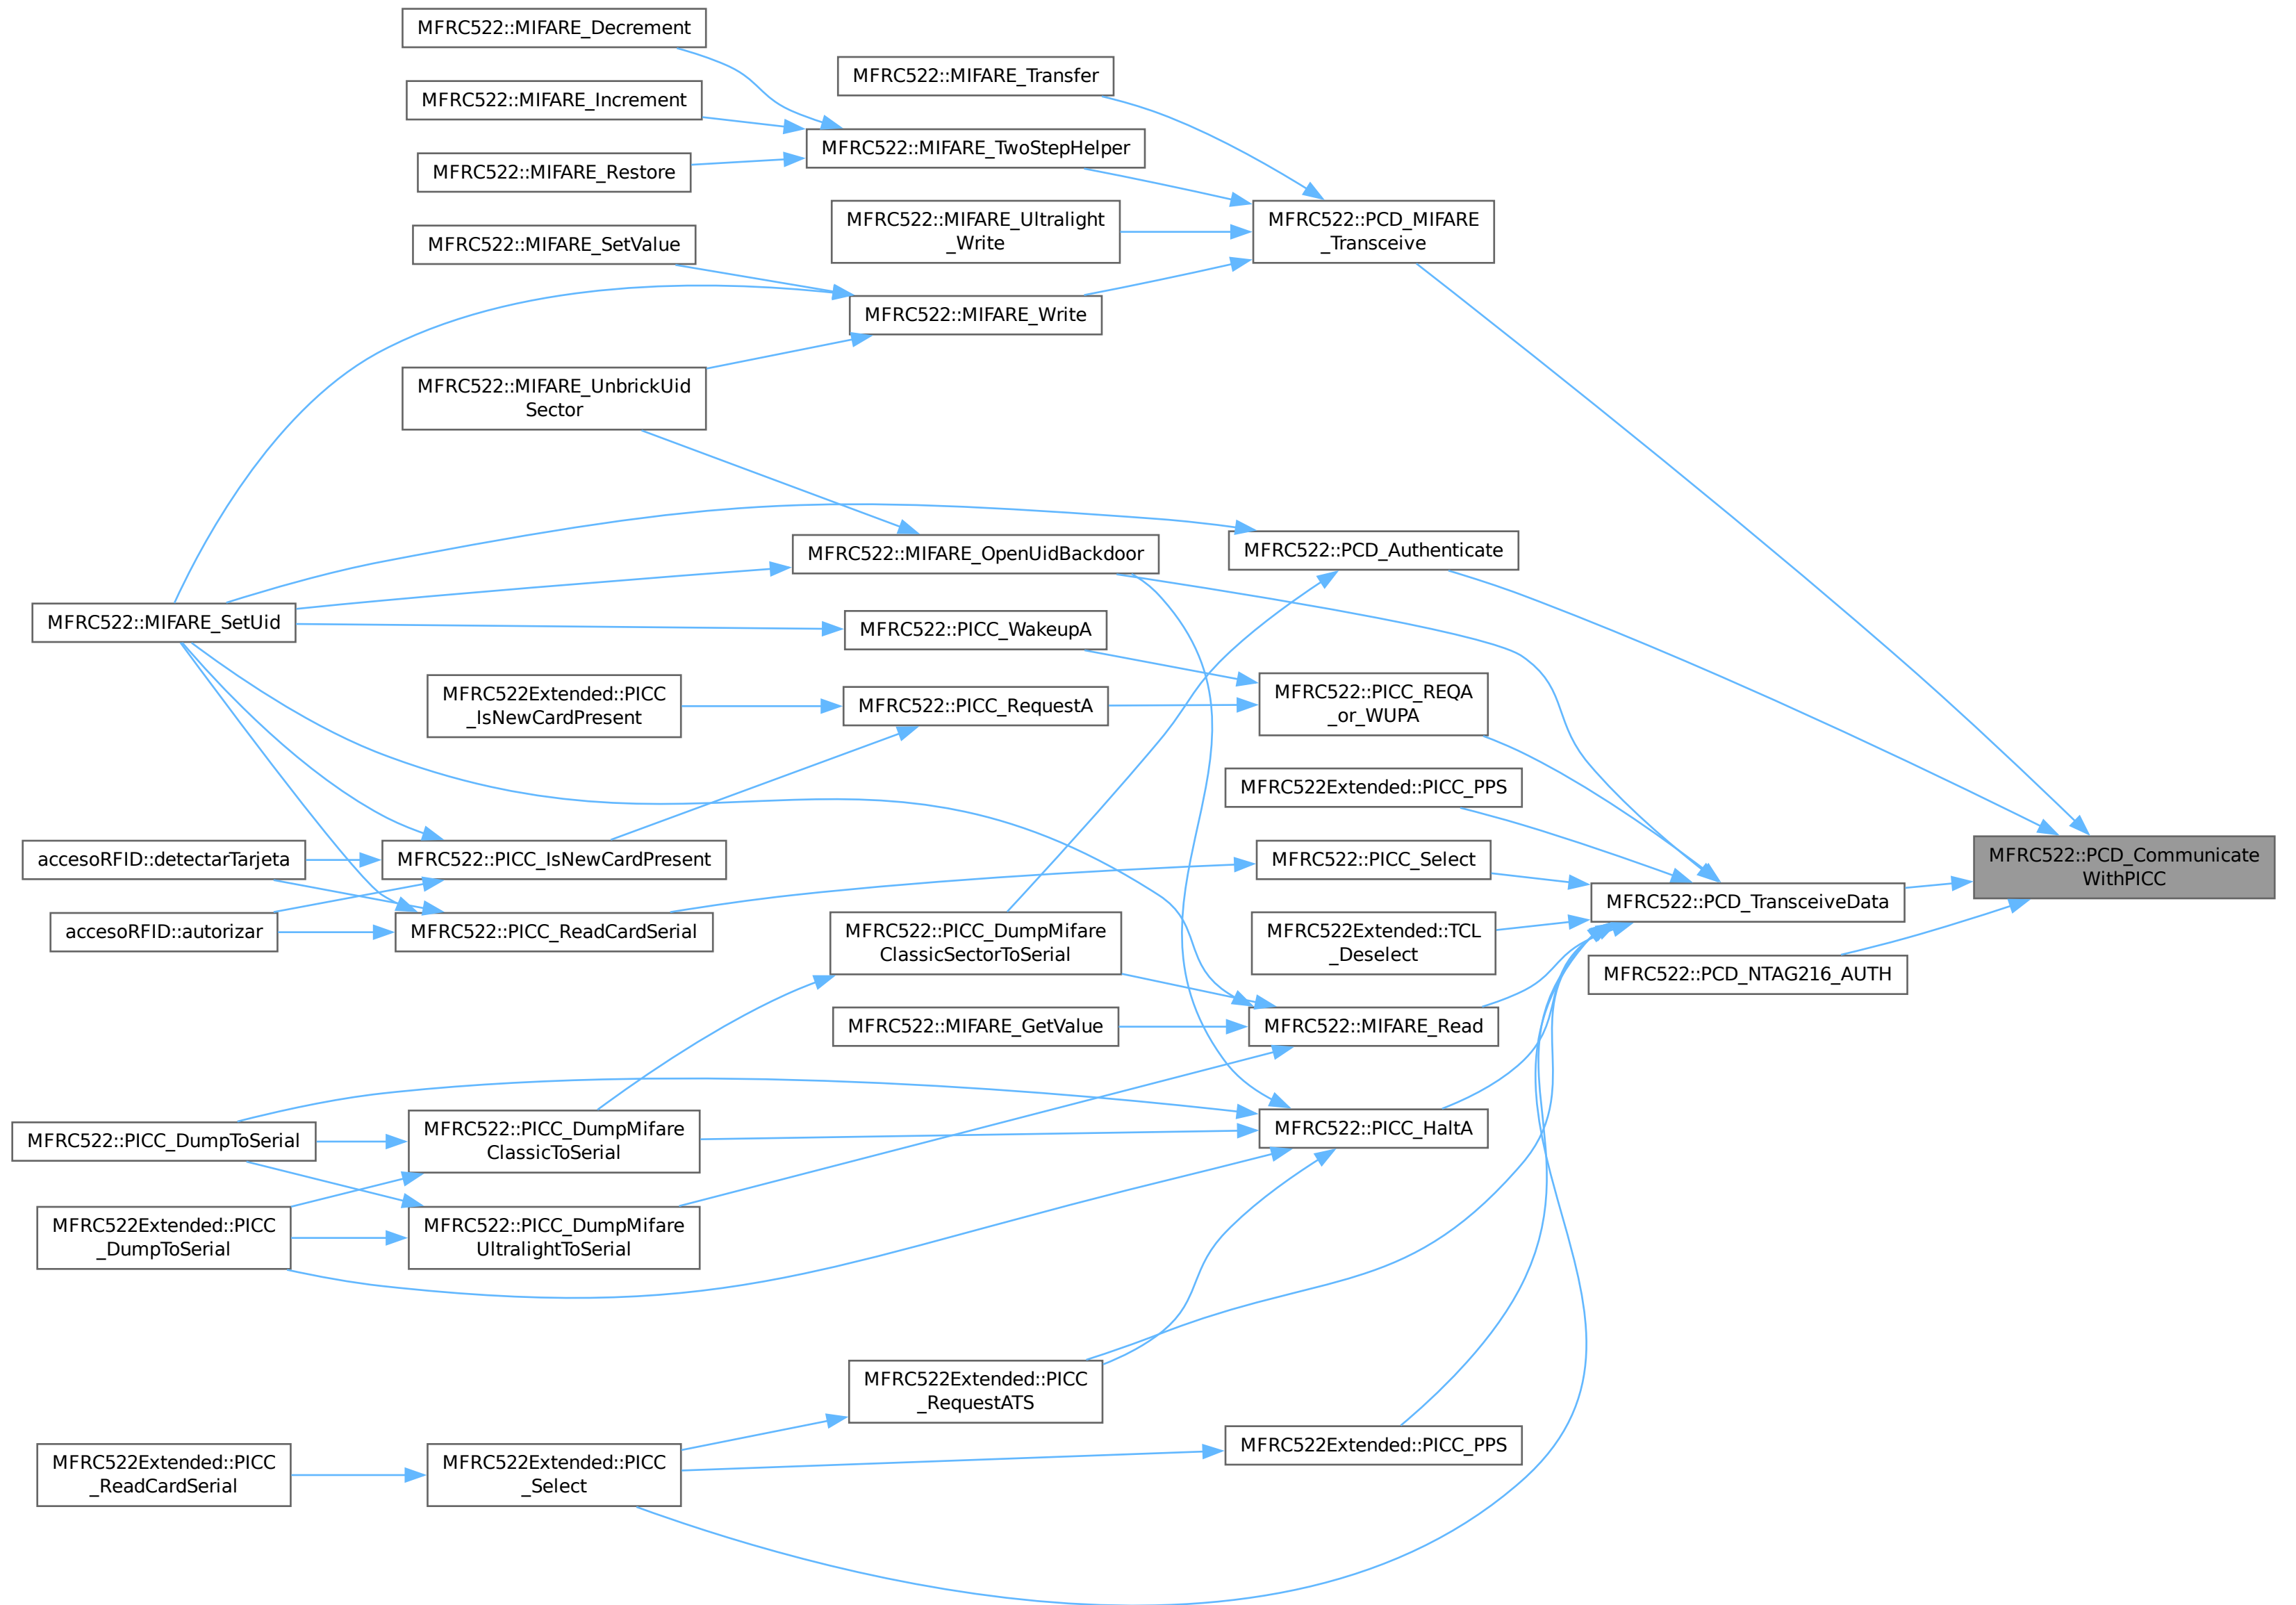 MFRC522::MIFARE_Decrement
MFRC522::MIFARE_Transfer
MFRC522::MIFARE_Increment
MFRC522::MIFARE_TwoStepHelper
MFRC522::MIFARE_Restore
MFRC522::MIFARE_Ultralight
_Write
MFRC522::PCD_MIFARE
_Transceive
MFRC522::MIFARE_SetValue
MFRC522::MIFARE_Write
MFRC522::MIFARE_UnbrickUid
Sector
MFRC522::MIFARE_OpenUidBackdoor
MFRC522::PCD_Authenticate
MFRC522::MIFARE_SetUid
MFRC522::PICC_WakeupA
MFRC522Extended::PICC
_IsNewCardPresent
MFRC522::PICC_RequestA
MFRC522::PICC_REQA
_or_WUPA
MFRC522Extended::PICC_PPS
accesoRFID::detectarTarjeta
MFRC522::PICC_IsNewCardPresent
MFRC522::PICC_Select
MFRC522::PCD_Communicate
WithPICC
MFRC522::PCD_TransceiveData
accesoRFID::autorizar
MFRC522::PICC_ReadCardSerial
MFRC522::PICC_DumpMifare
ClassicSectorToSerial
MFRC522Extended::TCL
_Deselect
MFRC522::PCD_NTAG216_AUTH
MFRC522::MIFARE_GetValue
MFRC522::MIFARE_Read
MFRC522::PICC_DumpToSerial
MFRC522::PICC_DumpMifare
ClassicToSerial
MFRC522::PICC_HaltA
MFRC522Extended::PICC
_DumpToSerial
MFRC522::PICC_DumpMifare
UltralightToSerial
MFRC522Extended::PICC
_RequestATS
MFRC522Extended::PICC_PPS
MFRC522Extended::PICC
_ReadCardSerial
MFRC522Extended::PICC
_Select